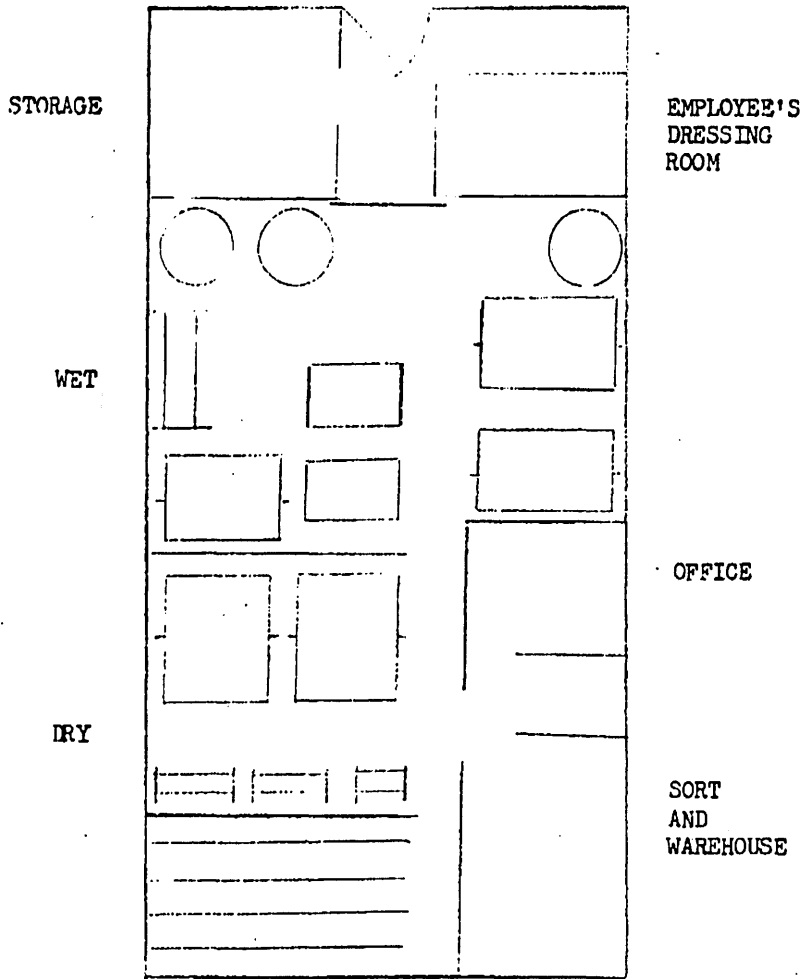 STORAGE
EMPLOYEE'S
DRESSING
ROOM
WET
OFFICE
DRY
SORT
AND
WAREHOUSE